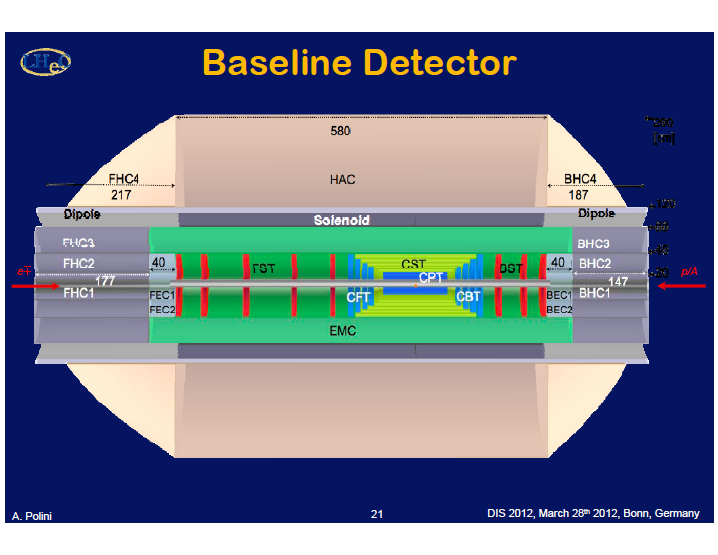 LHeC
Baseline Detector
580
[cm]
FHC4
217
HAC
BHC4
187
Dipole
Solenoid
Dipole
FHC3
BHC3
FHC2
40
FST
CST
BST
40
BHC2
CPT
177
147
p/A
FHC1
FEC1
CFT
CBT
BEC1
BHC1
FEC2
BEC2
EMC
A. Polini
21
DIS 2012, March 28th 2012, Bonn, Germany